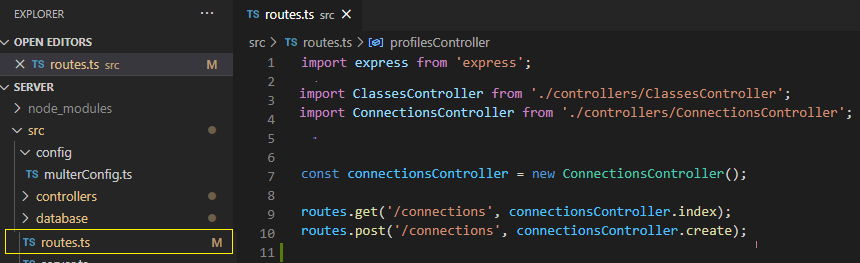 EXPLORER
···
OPEN EDITORS
TS routes.ts src M
SERVER
node_modules
src
config
TS multerConfig.ts
controllers
database
TS routes.ts M
TS routes.ts src
src > TS routes.ts > profilesController
1 import express from 'express';
2
3 import ClassesController from './controllers/ClassesController';
4 import ConnectionsController from './controllers/ConnectionsController';
5
6
7 const connectionsController = new ConnectionsController();
8
9 routes.get('/connections', connectionsController.index);
10 routes.post('/connections', connectionsController.create);
11